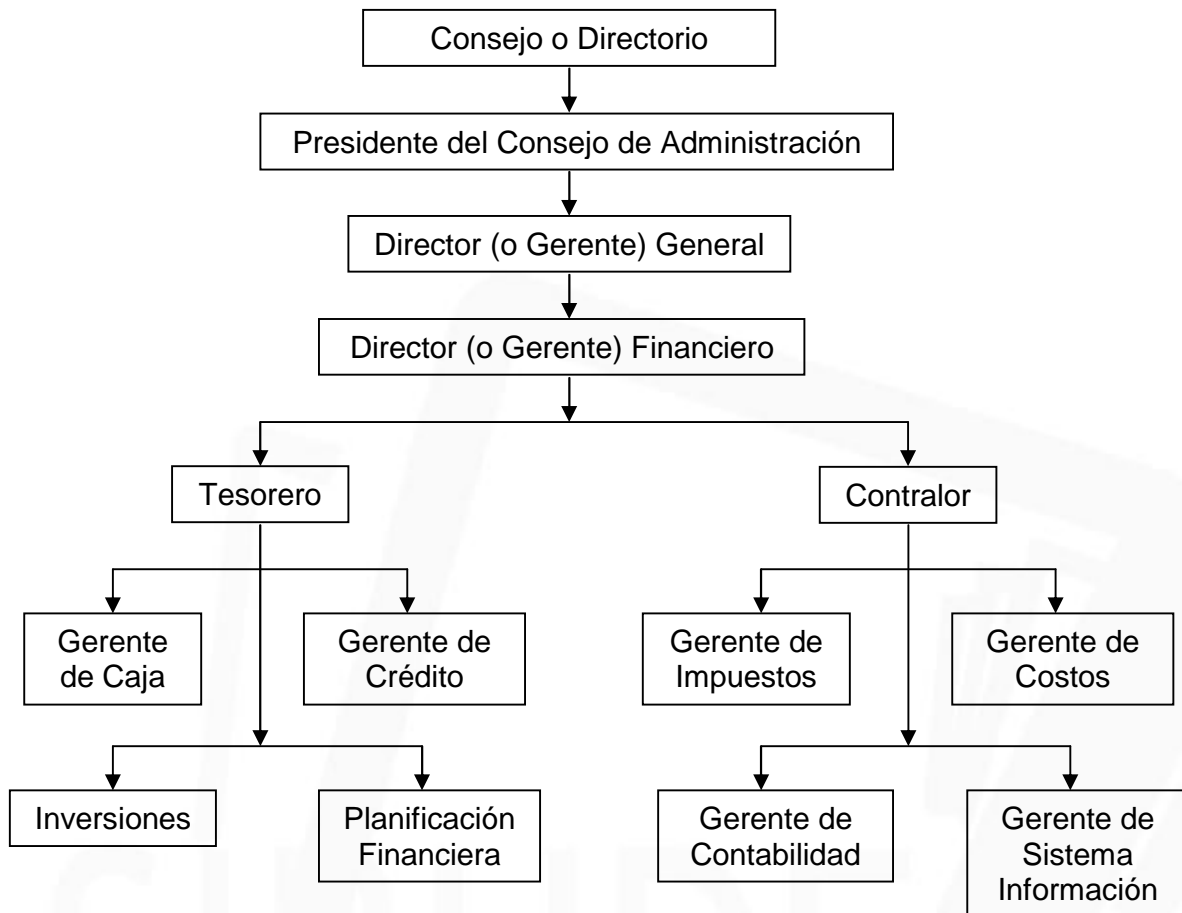 Consejo o Directorio
Presidente del Consejo de Administración
Director (o Gerente) General
Director (o Gerente) Financiero
Tesorero
Contralor
Gerente
de Caja
Gerente de
Crédito
Gerente de
Impuestos
Gerente de
Costos
Inversiones
Planificación
Financiera
Gerente de
Contabilidad
Gerente de
Sistema
Información